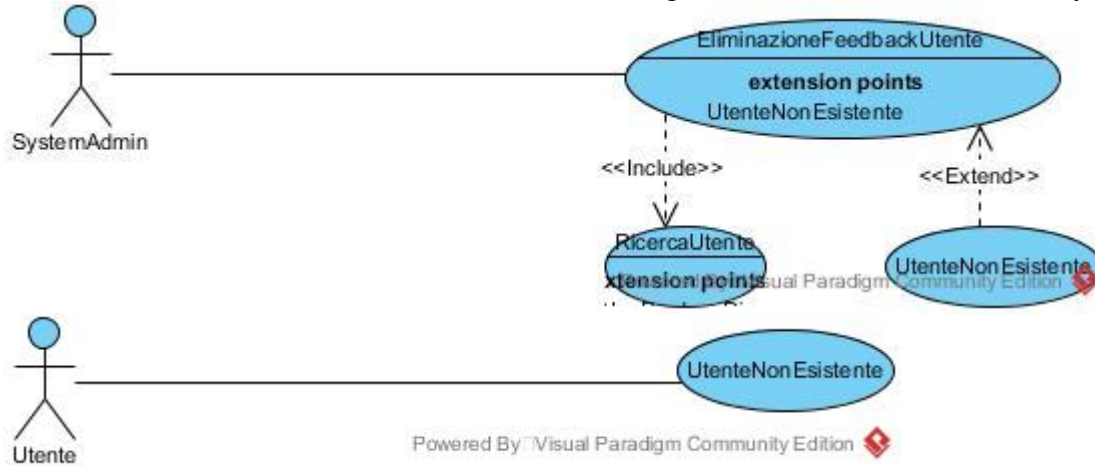 EliminazioneFeedbackUtente
extension points
UtenteNonEsistente
SystemAdmin
<<Include>>
<<Extend>>
RicercaUtente
xtension points
UtenteNonEsistente
Visual Paradigm Community Edition
UtenteNonEsistente
Powered By Visual Paradigm Community Edition
Utente